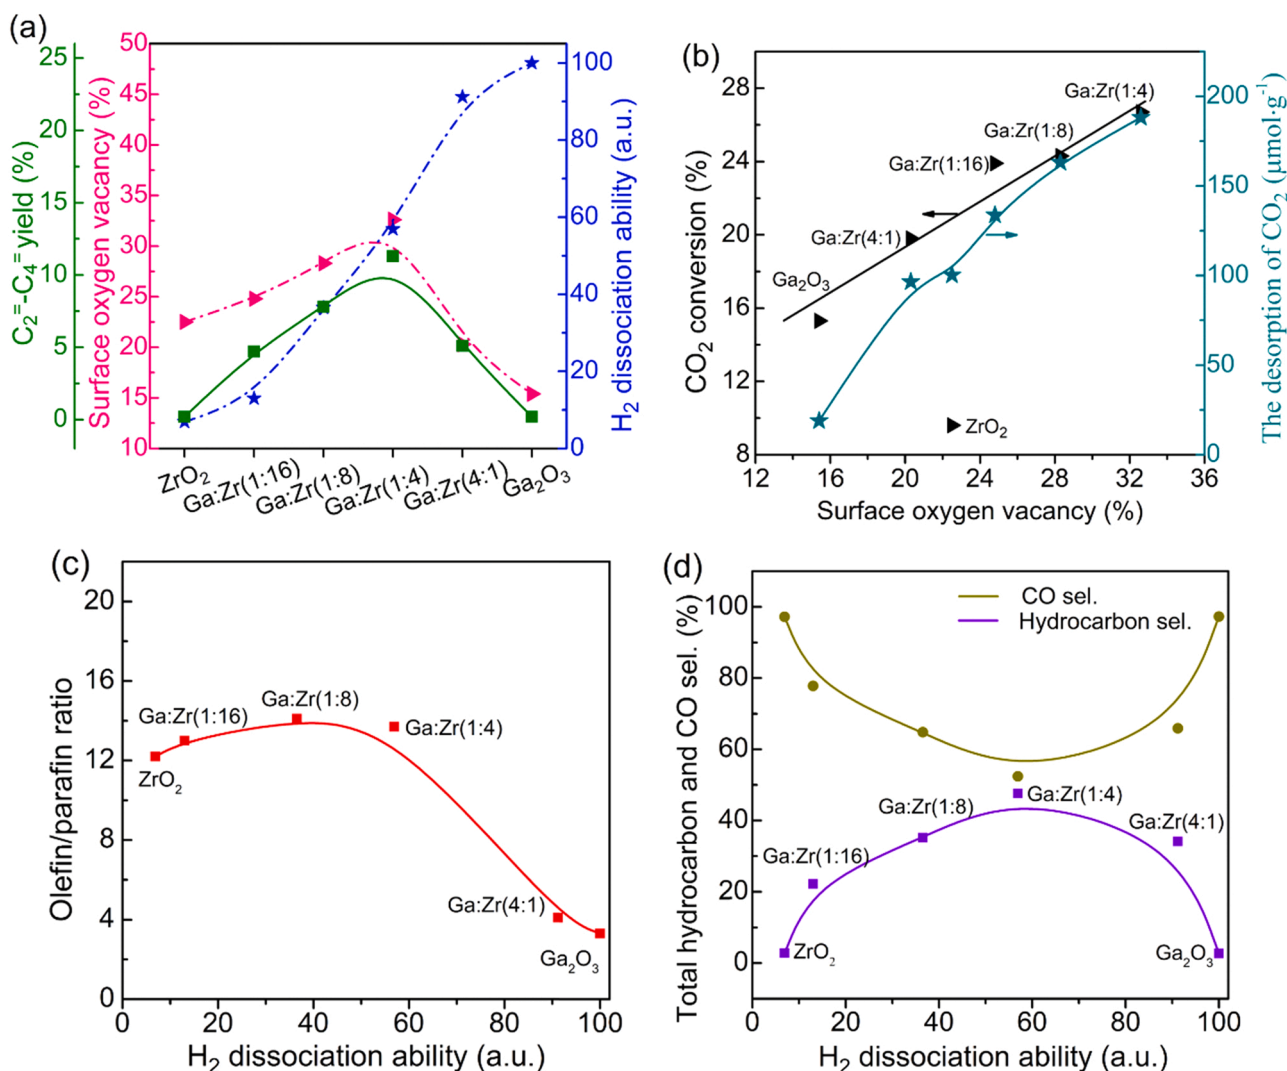 (a)
C₂⁼-C₄⁼ yield (%)
25
20
15
10
5
0
Surface oxygen vacancy (%)
50
45
40
35
30
25
20
15
10
H₂ dissociation ability (a.u.)
100
80
60
40
20
0
ZrO₂
Ga:Zr(1:16)
Ga:Zr(1:8)
Ga:Zr(1:4)
Ga:Zr(4:1)
Ga₂O₃
(b)
CO₂ conversion (%)
28
24
20
16
12
8
Ga:Zr(1:4)
Ga:Zr(1:8)
Ga:Zr(1:16)
Ga:Zr(4:1)
Ga₂O₃
ZrO₂
200
150
100
50
0
The desorption of CO₂ (μmol·g⁻¹)
12
16
20
24
28
32
36
Surface oxygen vacancy (%)
(c)
Olefin/parafin ratio
20
16
12
8
4
0
Ga:Zr(1:8)
Ga:Zr(1:16)
Ga:Zr(1:4)
ZrO₂
Ga:Zr(4:1)
Ga₂O₃
0
20
40
60
80
100
H₂ dissociation ability (a.u.)
(d)
Total hydrocarbon and CO sel. (%)
100
80
60
40
20
0
CO sel.
Hydrocarbon sel.
Ga:Zr(1:4)
Ga:Zr(1:8)
Ga:Zr(4:1)
Ga:Zr(1:16)
ZrO₂
Ga₂O₃
0
20
40
60
80
100
H₂ dissociation ability (a.u.)